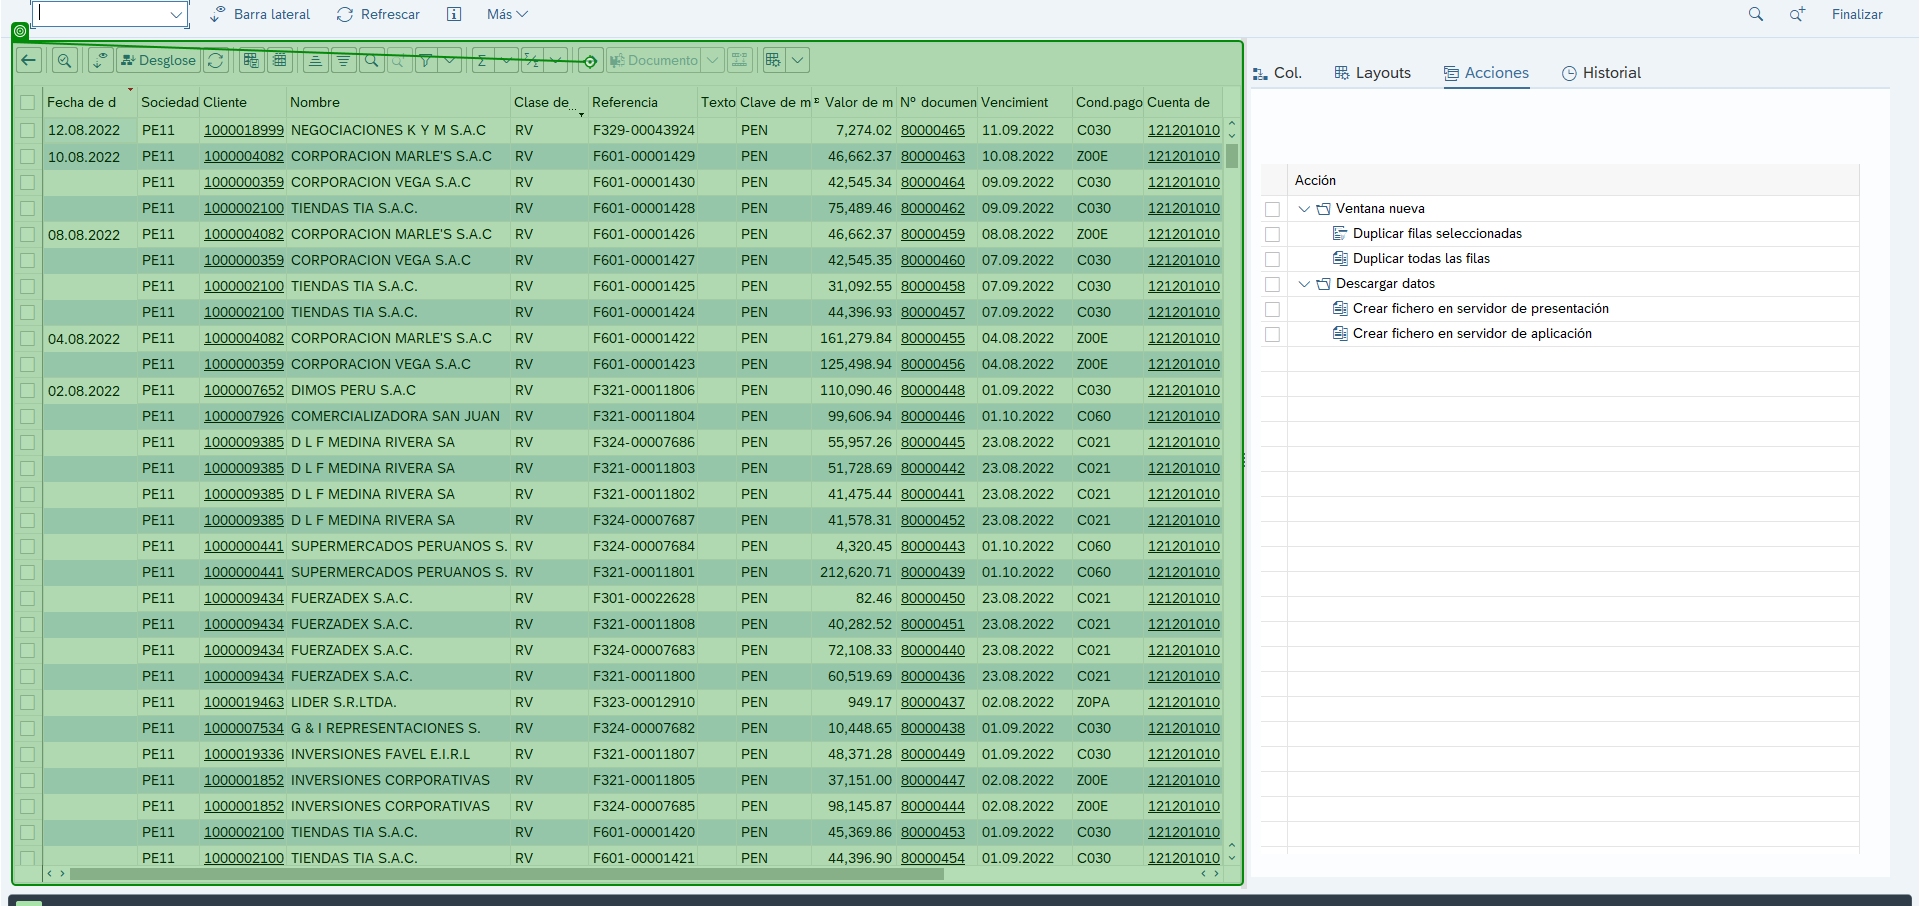 Barra lateral Refrescar Más Finalizar
Desglose Documento
Col. Layouts Acciones Historial
Fecha de d Sociedad Cliente Nombre Clase de... Referencia Texto Clave de m Valor de m Nº documen Vencimient Cond.pago Cuenta de
12.08.2022 PE11 1000018999 NEGOCIACIONES K Y M S.A.C RV F329-00043924 PEN 7,274.02 80000465 11.09.2022 C030 121201010
10.08.2022 PE11 1000004082 CORPORACION MARLE'S S.A.C RV F601-00001429 PEN 46,662.37 80000463 10.08.2022 Z00E 121201010
PE11 1000000359 CORPORACION VEGA S.A.C RV F601-00001430 PEN 42,545.34 80000464 09.09.2022 C030 121201010
PE11 1000002100 TIENDAS TIA S.A.C. RV F601-00001428 PEN 75,489.46 80000462 09.09.2022 C030 121201010
08.08.2022 PE11 1000004082 CORPORACION MARLE'S S.A.C RV F601-00001426 PEN 46,662.37 80000459 08.08.2022 Z00E 121201010
PE11 1000000359 CORPORACION VEGA S.A.C RV F601-00001427 PEN 42,545.35 80000460 07.09.2022 C030 121201010
PE11 1000002100 TIENDAS TIA S.A.C. RV F601-00001425 PEN 31,092.55 80000458 07.09.2022 C030 121201010
PE11 1000002100 TIENDAS TIA S.A.C. RV F601-00001424 PEN 44,396.93 80000457 07.09.2022 C030 121201010
04.08.2022 PE11 1000004082 CORPORACION MARLE'S S.A.C RV F601-00001422 PEN 161,279.84 80000455 04.08.2022 Z00E 121201010
PE11 1000000359 CORPORACION VEGA S.A.C RV F601-00001423 PEN 125,498.94 80000456 04.08.2022 Z00E 121201010
02.08.2022 PE11 1000007652 DIMOS PERU S.A.C RV F321-00011806 PEN 110,090.46 80000448 01.09.2022 C030 121201010
PE11 1000007926 COMERCIALIZADORA SAN JUAN RV F321-00011804 PEN 99,606.94 80000446 01.10.2022 C060 121201010
PE11 1000009385 D L F MEDINA RIVERA SA RV F324-00007686 PEN 55,957.26 80000445 23.08.2022 C021 121201010
PE11 1000009385 D L F MEDINA RIVERA SA RV F321-00011803 PEN 51,728.69 80000442 23.08.2022 C021 121201010
PE11 1000009385 D L F MEDINA RIVERA SA RV F321-00011802 PEN 41,475.44 80000441 23.08.2022 C021 121201010
PE11 1000009385 D L F MEDINA RIVERA SA RV F324-00007687 PEN 41,578.31 80000452 23.08.2022 C021 121201010
PE11 1000000441 SUPERMERCADOS PERUANOS S. RV F324-00007684 PEN 4,320.45 80000443 01.10.2022 C060 121201010
PE11 1000000441 SUPERMERCADOS PERUANOS S. RV F321-00011801 PEN 212,620.71 80000439 01.10.2022 C060 121201010
PE11 1000009434 FUERZADEX S.A.C. RV F301-00022628 PEN 82.46 80000450 23.08.2022 C021 121201010
PE11 1000009434 FUERZADEX S.A.C. RV F321-00011808 PEN 40,282.52 80000451 23.08.2022 C021 121201010
PE11 1000009434 FUERZADEX S.A.C. RV F324-00007683 PEN 72,108.33 80000440 23.08.2022 C021 121201010
PE11 1000009434 FUERZADEX S.A.C. RV F321-00011800 PEN 60,519.69 80000436 23.08.2022 C021 121201010
PE11 1000019463 LIDER S.R.LTDA. RV F323-00012910 PEN 949.17 80000437 02.08.2022 Z0PA 121201010
PE11 1000007534 G & I REPRESENTACIONES S. RV F324-00007682 PEN 10,448.65 80000438 01.09.2022 C030 121201010
PE11 1000019336 INVERSIONES FAVEL E.I.R.L RV F321-00011807 PEN 48,371.28 80000449 01.09.2022 C030 121201010
PE11 1000001852 INVERSIONES CORPORATIVAS RV F321-00011805 PEN 37,151.00 80000447 02.08.2022 Z00E 121201010
PE11 1000001852 INVERSIONES CORPORATIVAS RV F324-00007685 PEN 98,145.87 80000444 02.08.2022 Z00E 121201010
PE11 1000002100 TIENDAS TIA S.A.C. RV F601-00001420 PEN 45,369.86 80000453 01.09.2022 C030 121201010
PE11 1000002100 TIENDAS TIA S.A.C. RV F601-00001421 PEN 44,396.90 80000454 01.09.2022 C030 121201010
Acción
Ventana nueva
Duplicar filas seleccionadas
Duplicar todas las filas
Descargar datos
Crear fichero en servidor de presentación
Crear fichero en servidor de aplicación